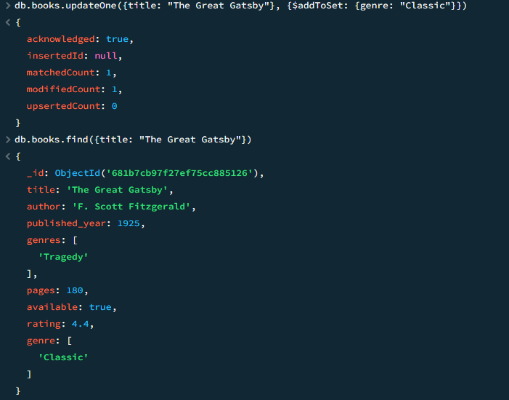 > db.books.updateOne({title: "The Great Gatsby"}, {$addToSet: {genre: "Classic"}})
< {
acknowledged: true,
insertedId: null,
matchedCount: 1,
modifiedCount: 1,
upsertedCount: 0
}
> db.books.find({title: "The Great Gatsby"})
< {
_id: ObjectId('681b7cb97f27ef75cc885126'),
title: 'The Great Gatsby',
author: 'F. Scott Fitzgerald',
published_year: 1925,
genres: [
'Tragedy'
],
pages: 180,
available: true,
rating: 4.4,
genre: [
'Classic'
]
}